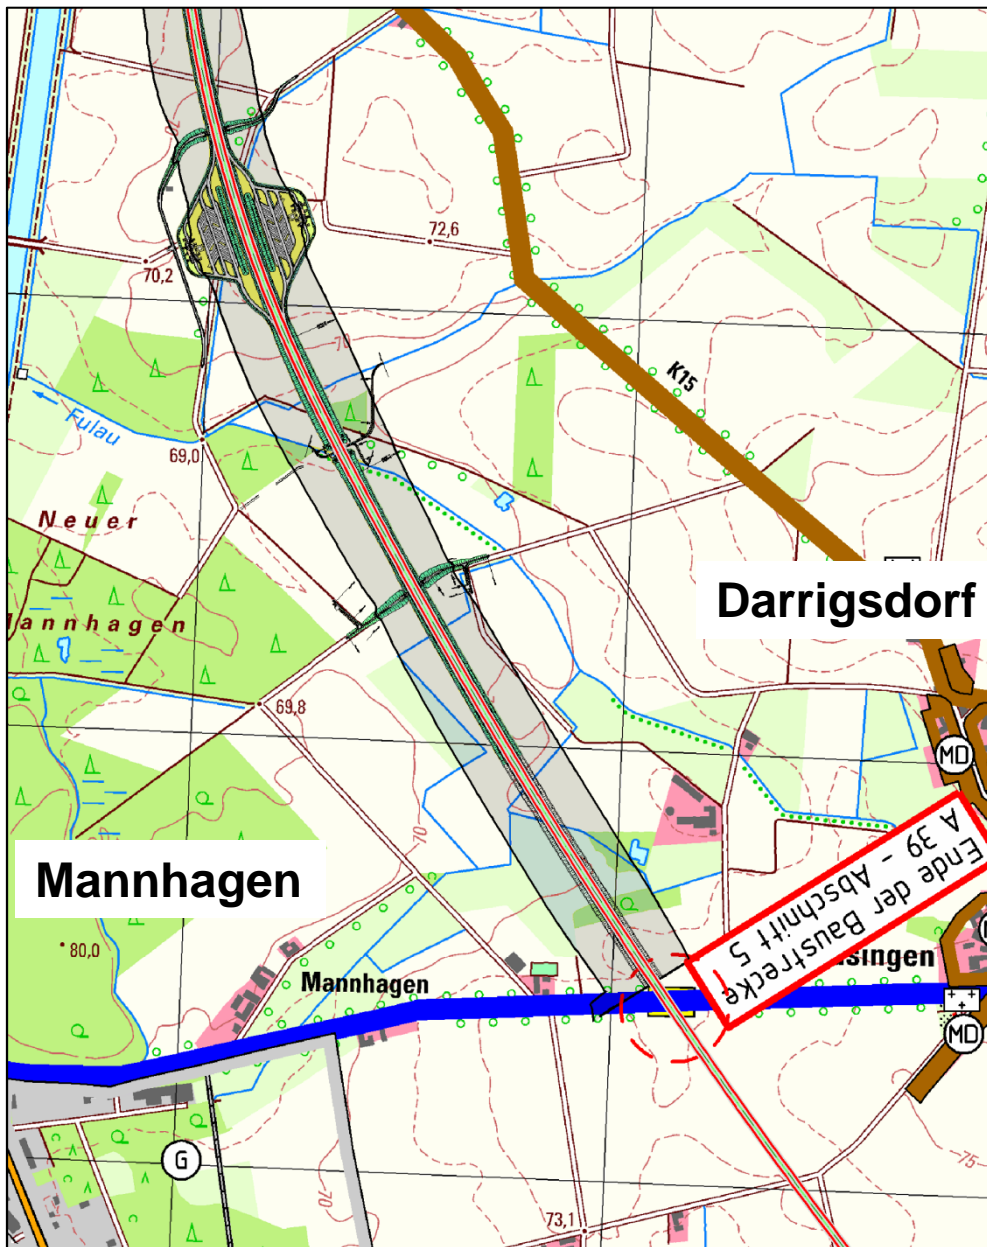 72,6
70,2
70
K15
Fulau
69,0
Neuer
Mannhagen
Darrigsdorf
69,8
MD
70
Mannhagen
Ende der Baustrecke
A 39 - Abschnitt 5
80,0
Mannhagen
singen
MD
G
70
75
73,1